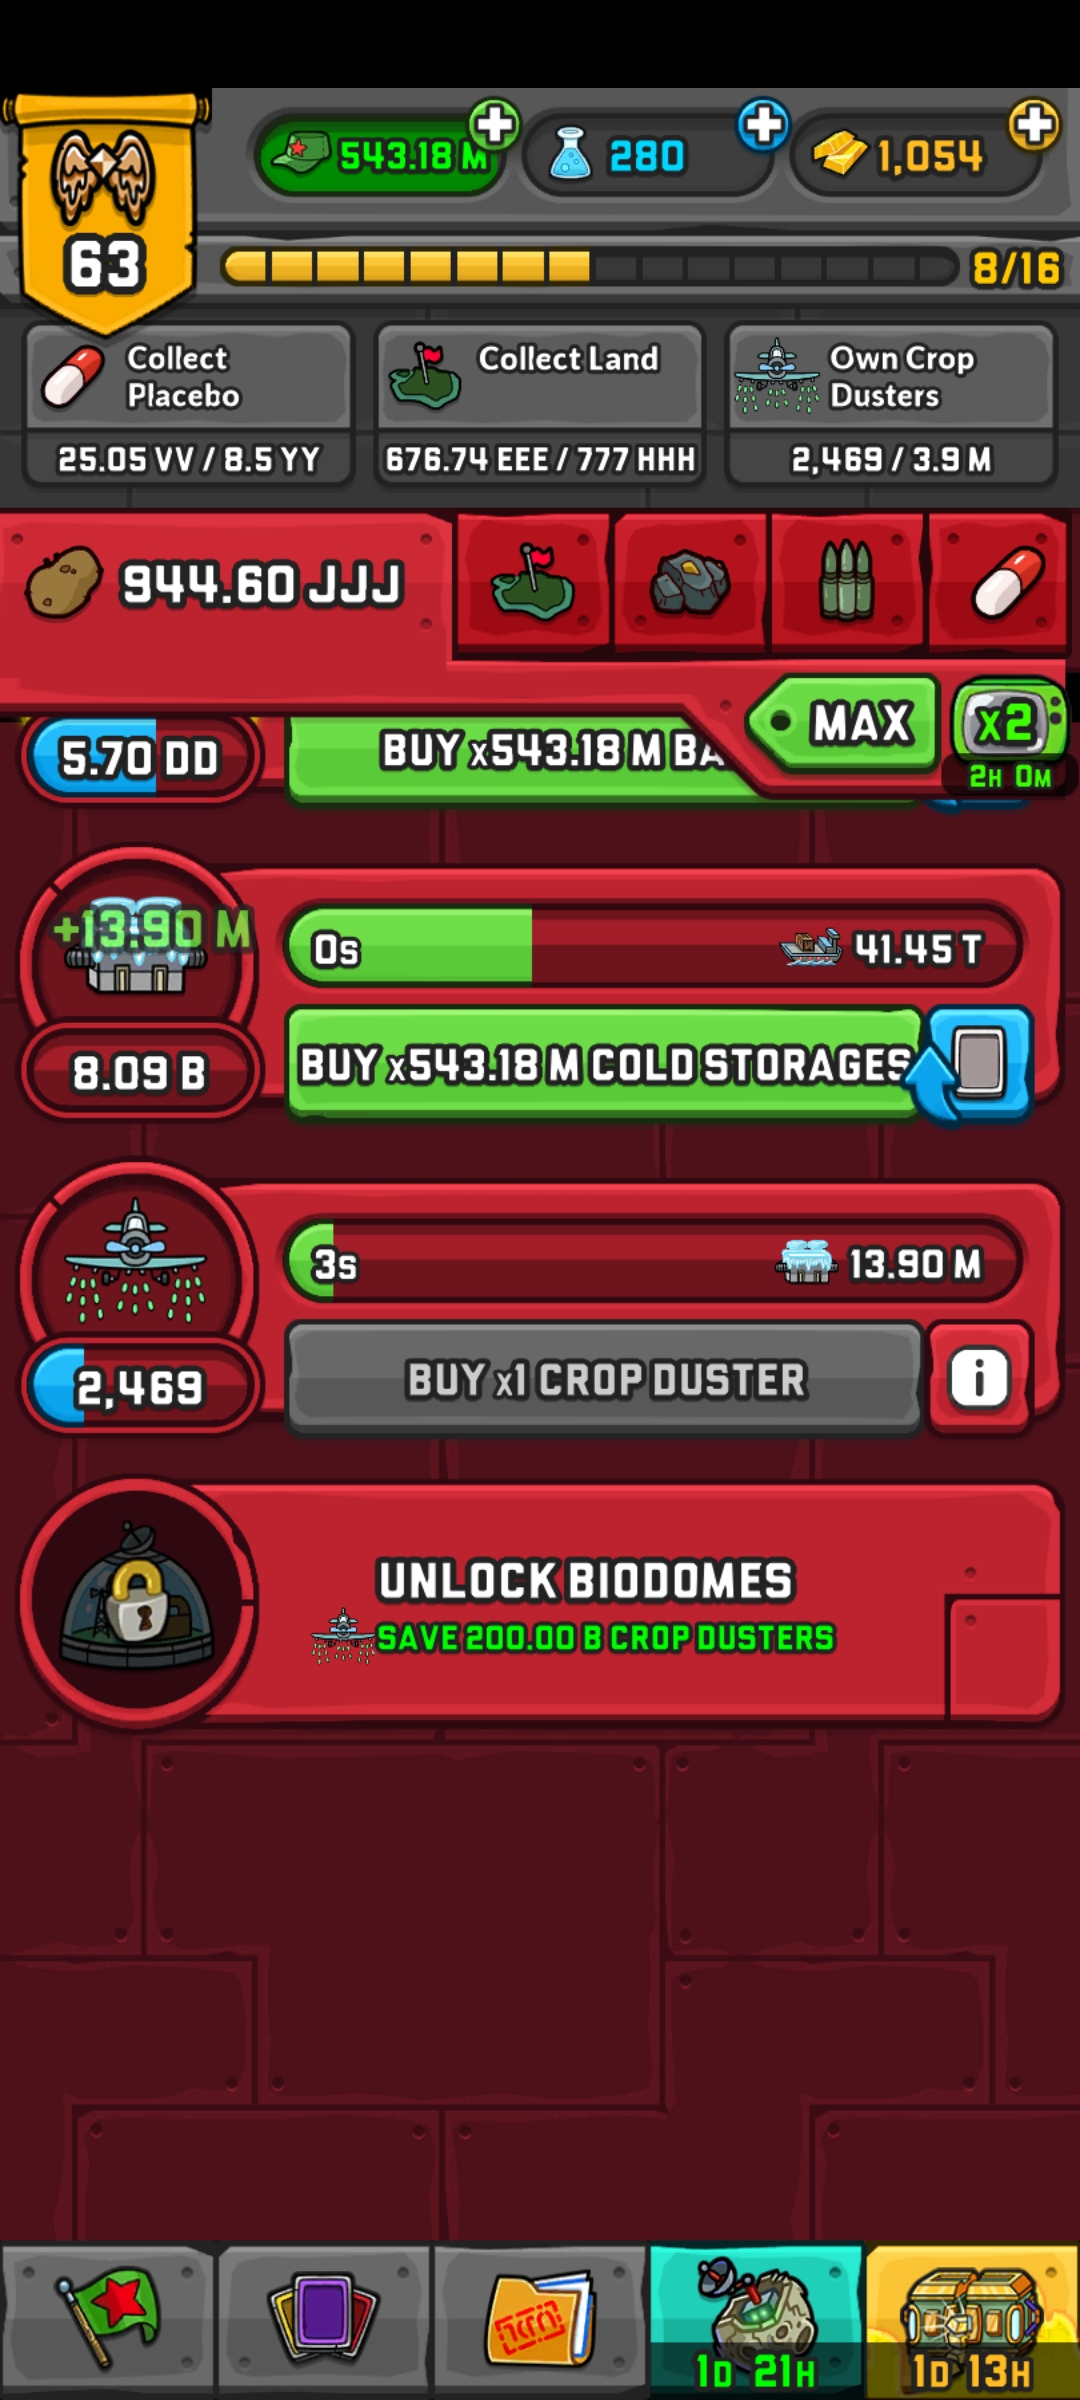 543.18 M
280
1,054
63
8/16
Collect
Placebo
25.05 VV / 8.5 YY
Collect Land
676.74 EEE / 777 HHH
Own Crop
Dusters
2,469 / 3.9 M
944.60 JJJ
MAX
X2
2H 0M
5.70 DD
BUY x543.18 M BA
+13.90 M
0s
41.45 T
8.09 B
BUY x543.18 M COLD STORAGES
3s
13.90 M
2,469
BUY x1 CROP DUSTER
i
UNLOCK BIODOMES
SAVE 200.00 B CROP DUSTERS
1D 21H
1D 13H